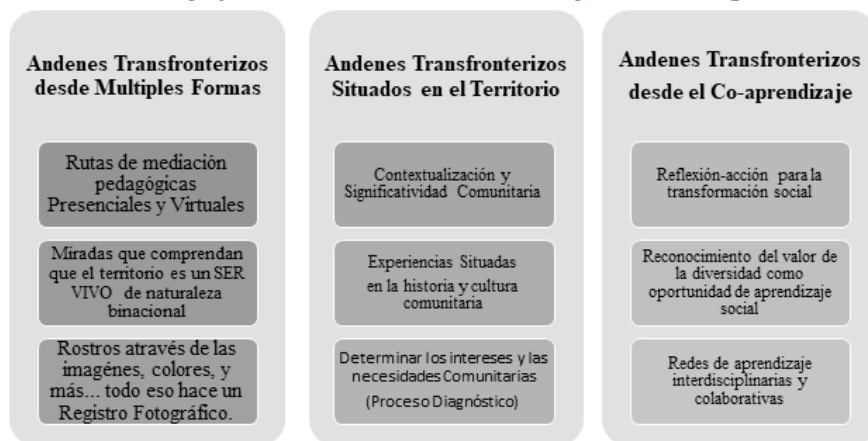 Andenes Transfronterizos
desde Multiples Formas
Rutas de mediación
pedagógicas
Presenciales y Virtuales
Miradas que comprendan
que el territorio es un SER
VIVO de naturaleza
binacional
Rostros através de las
imagénes, colores, y
más... todo eso hace un
Registro Fotográfico.
Andenes Transfronterizos
Situados en el Territorio
Contextualización y
Significatividad Comunitaria
Experiencias Situadas
en la historia y cultura
comunitaria
Determinar los intereses y las
necesidades Comunitarias
(Proceso Diagnóstico)
Andenes Transfronterizos
desde el Co-aprendizaje
Reflexión-acción para la
transformación social
Reconocimiento del valor de
la diversidad como
oportunidad de aprendizaje
social
Redes de aprendizaje
interdisciplinarias y
colaborativas